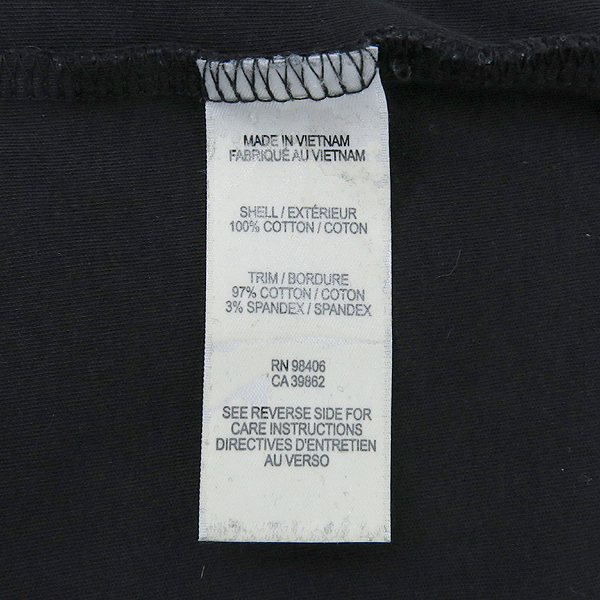 MADE IN VIETNAM
FABRIQUÉ AU VIETNAM
SHELL / EXTÉRIEUR
100% COTTON / COTON
TRIM / BORDURE
97% COTTON / COTON
3% SPANDEX / SPANDEX
RN 98406
CA 39862
SEE REVERSE SIDE FOR
CARE INSTRUCTIONS
DIRECTIVES D'ENTRETIEN
AU VERSO